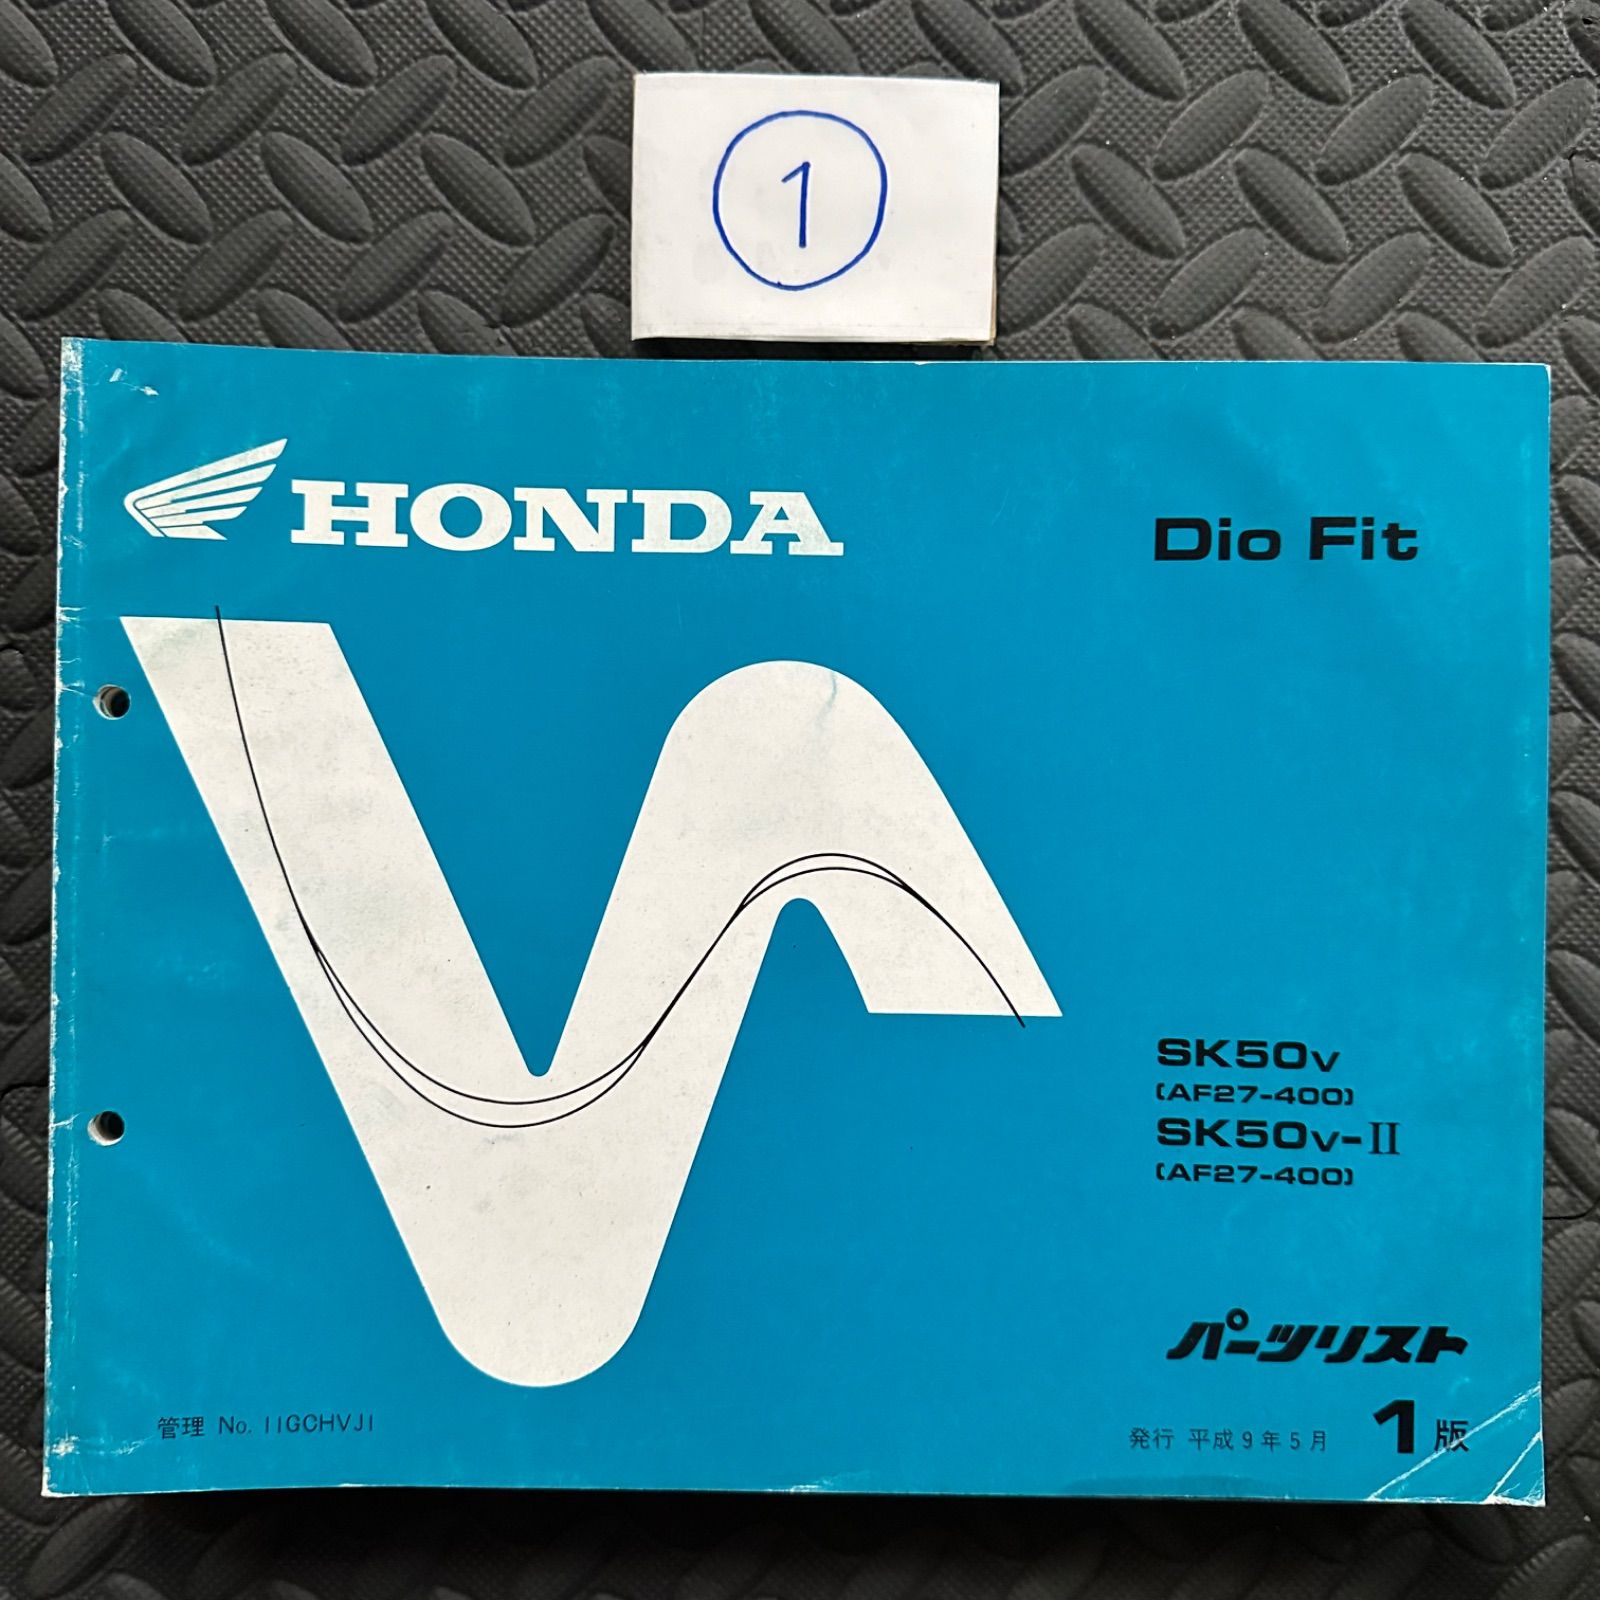 1
HONDA
Dio Fit
SK50V
(AF27-400)
SK50V-II
(AF27-400)
パーツリスト
管理 No. 11GCHVJ1
発行 平成9年5月 1版